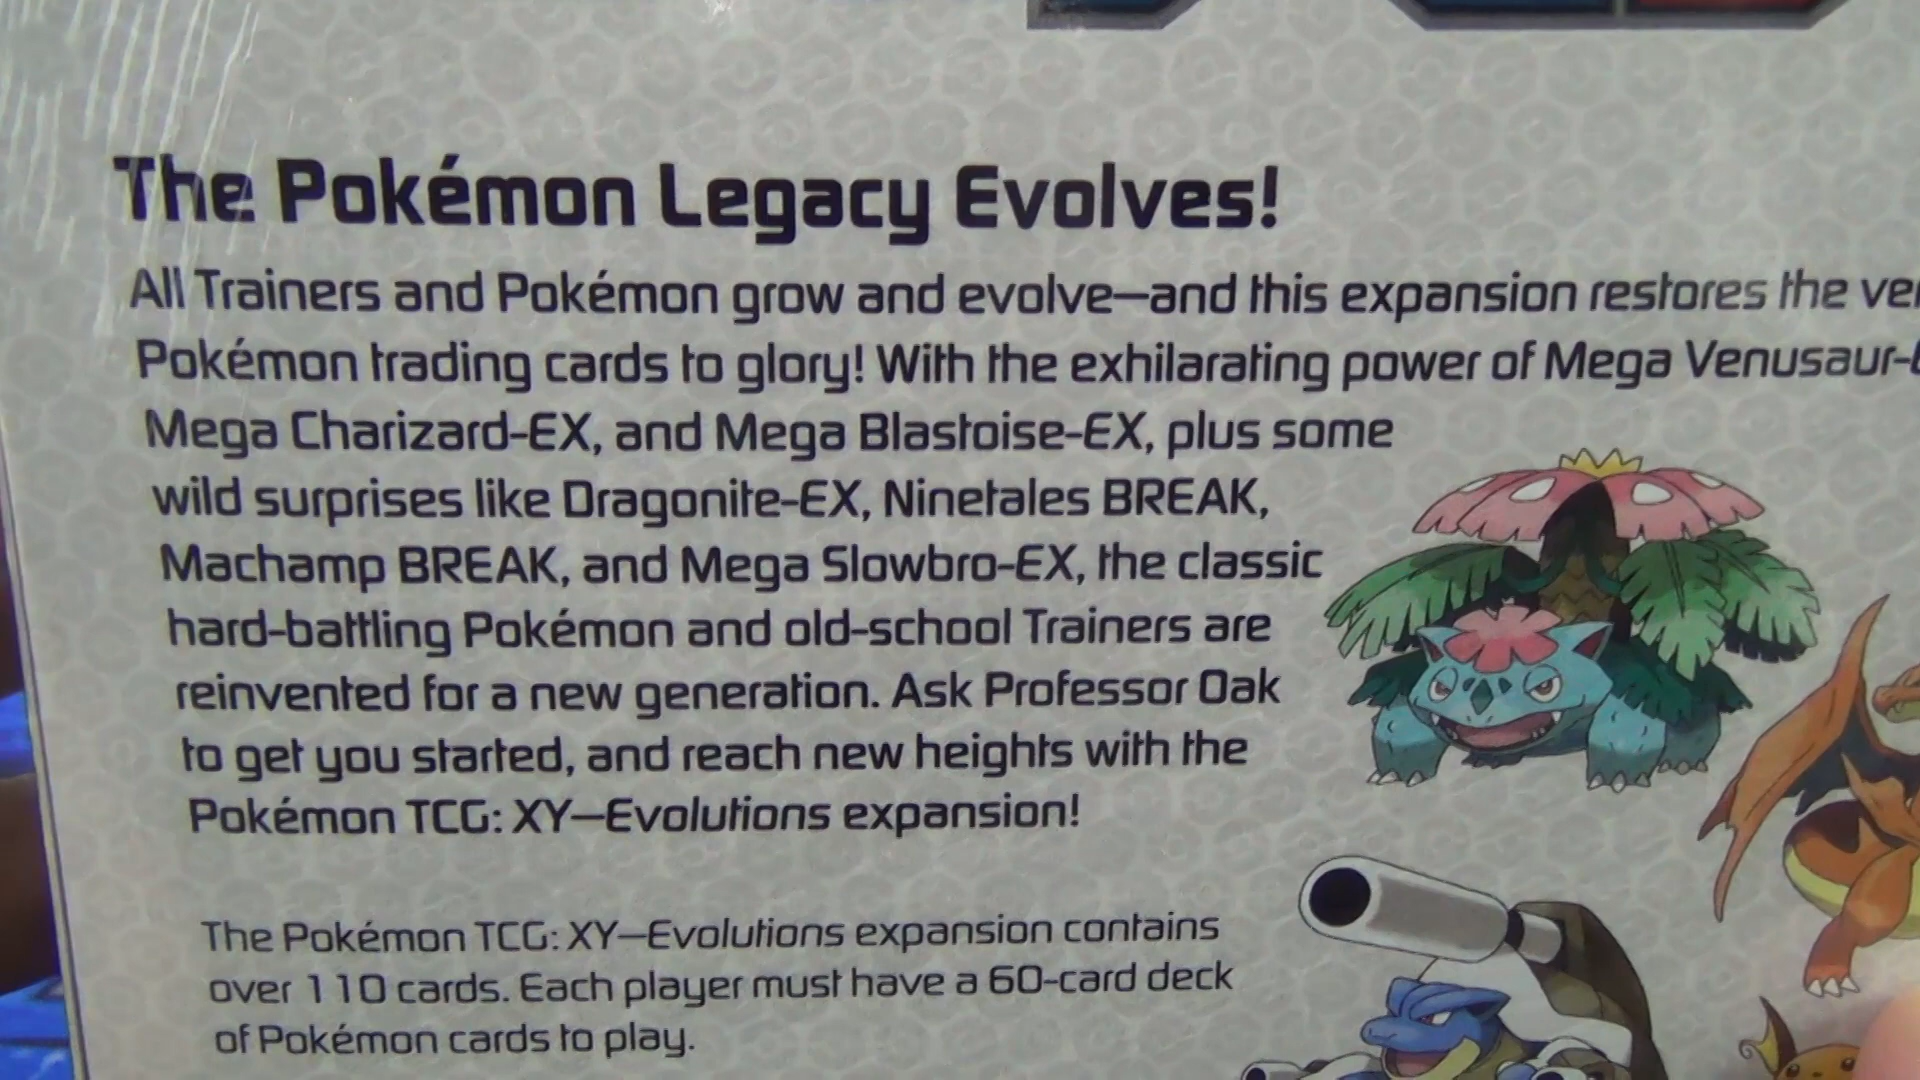 The Pokémon Legacy Evolves!
All Trainers and Pokémon grow and evolve—and this expansion restores the
Pokémon trading cards to glory! With the exhilarating power of Mega Venusaur-
Mega Charizard-EX, and Mega Blastoise-EX, plus some
wild surprises like Dragonite-EX, Ninetales BREAK,
Machamp BREAK, and Mega Slowbro-EX, the classic
hard-battling Pokémon and old-school Trainers are
reinvented for a new generation. Ask Professor Oak
to get you started, and reach new heights with the
Pokémon TCG: XY—Evolutions expansion!
The Pokémon TCG: XY—Evolutions expansion contains
over 110 cards. Each player must have a 60-card deck
of Pokémon cards to play.